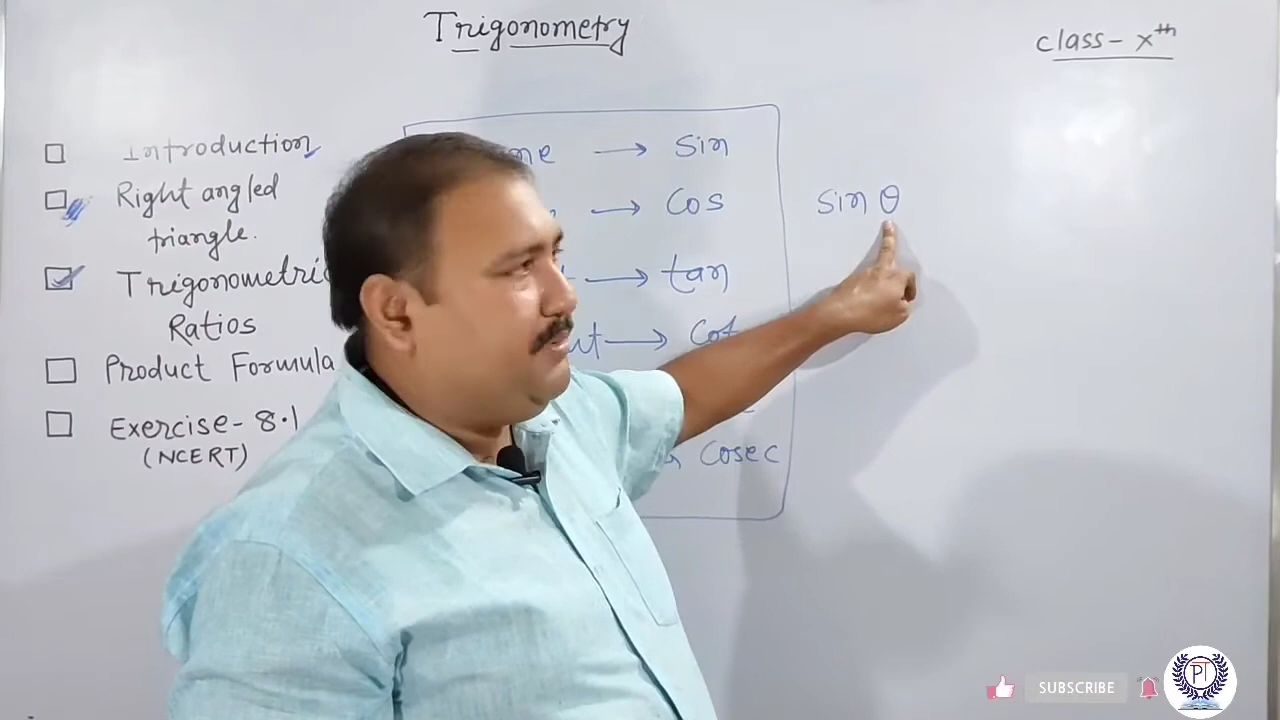 Trigonometry
class - xth
Introduction
Right angled
triangle.
Trigonometric
Ratios
Product Formula
Exercise - 8.1
(NCERT)
→ sin
→ cos
→ tan
→ Cot
Cosec
sin θ
SUBSCRIBE
PT